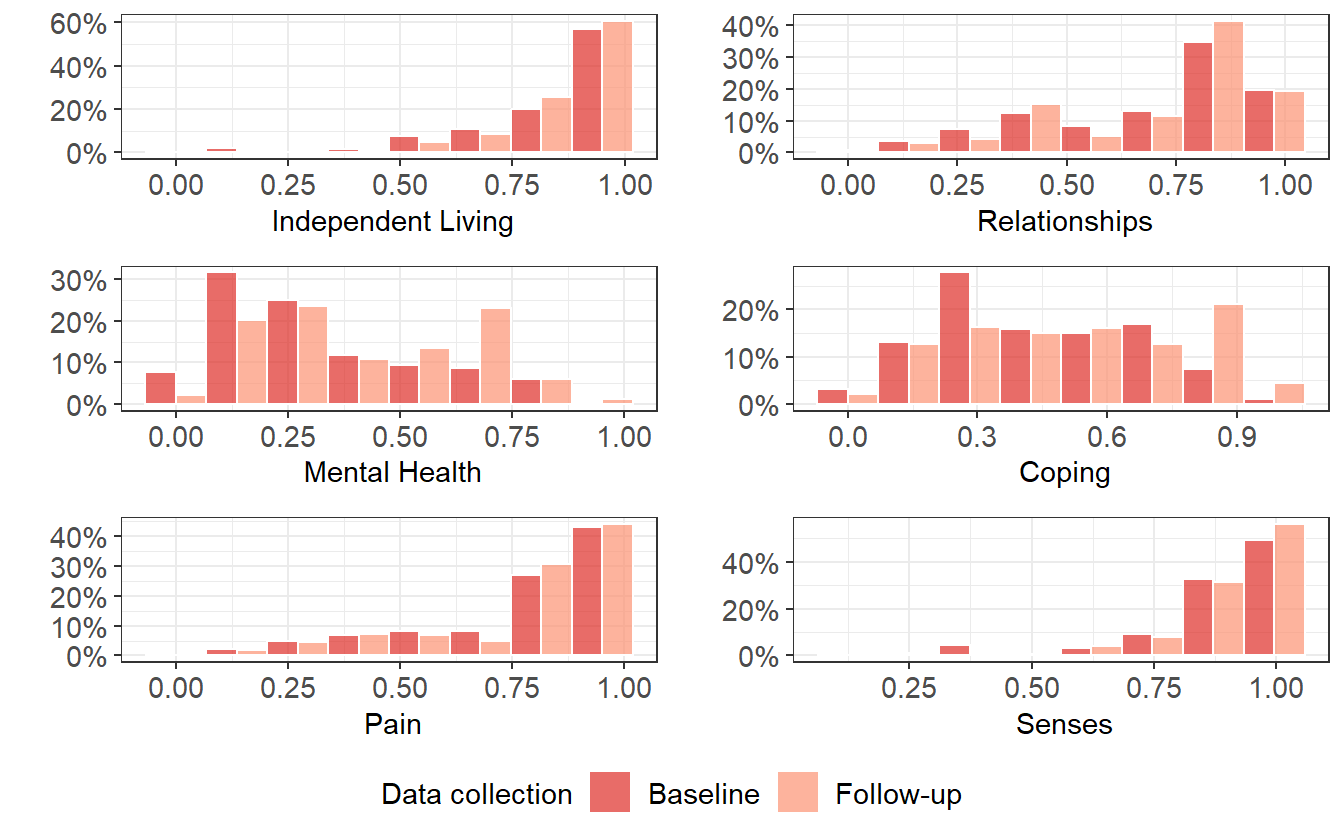 60%
40%
20%
0%
0.00 0.25 0.50 0.75 1.00
Independent Living
40%
30%
20%
10%
0%
0.00 0.25 0.50 0.75 1.00
Relationships
30%
20%
10%
0%
0.00 0.25 0.50 0.75 1.00
Mental Health
20%
10%
0%
0.0 0.3 0.6 0.9
Coping
40%
30%
20%
10%
0%
0.00 0.25 0.50 0.75 1.00
Pain
40%
20%
0%
0.25 0.50 0.75 1.00
Senses
Data collection Baseline Follow-up